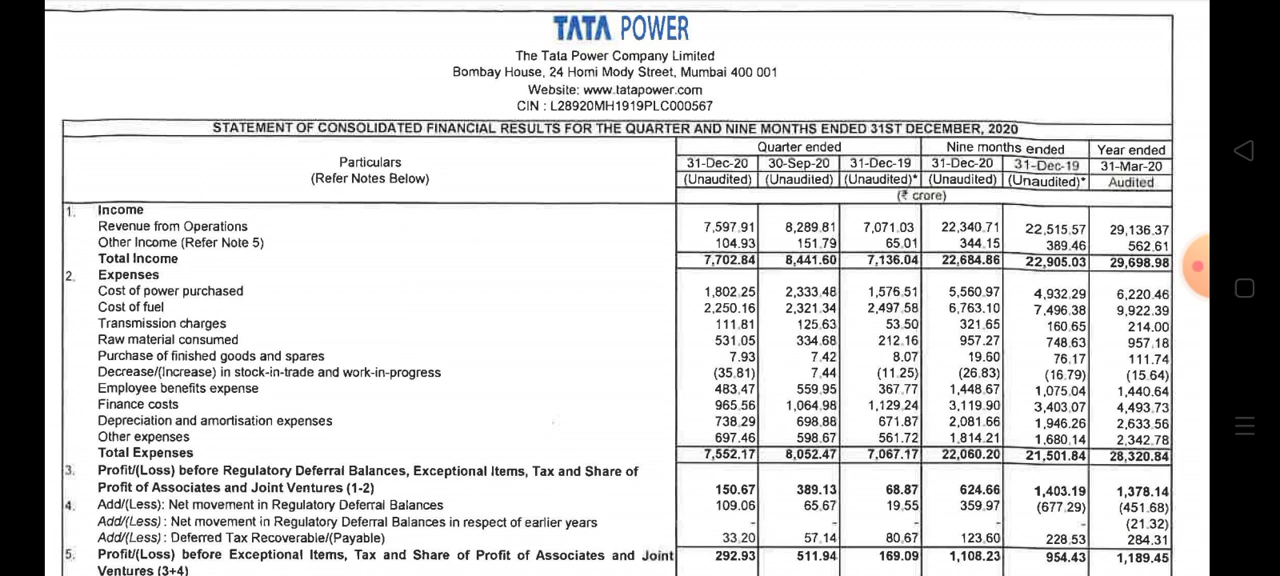 TATA POWER
The Tata Power Company Limited
Bombay House, 24 Homi Mody Street, Mumbai 400 001
Website: www.tatapower.com
CIN : L28920MH1919PLC000567
STATEMENT OF CONSOLIDATED FINANCIAL RESULTS FOR THE QUARTER AND NINE MONTHS ENDED 31ST DECEMBER, 2020
Particulars
(Refer Notes Below)
Quarter ended Nine months ended Year ended
31-Dec-20 30-Sep-20 31-Dec-19 31-Dec-20 31-Dec-19 31-Mar-20
(Unaudited) (Unaudited) (Unaudited)* (Unaudited) (Unaudited)* Audited
(₹ crore)
1. Income
Revenue from Operations 7,597.91 8,289.81 7,071.03 22,340.71 22,515.57 29,136.37
Other Income (Refer Note 5) 104.93 151.79 65.01 344.15 389.46 562.61
Total Income 7,702.84 8,441.60 7,136.04 22,684.86 22,905.03 29,698.98
2. Expenses
Cost of power purchased 1,802.25 2,333.48 1,576.51 5,560.97 4,932.29 6,220.46
Cost of fuel 2,250.16 2,321.34 2,497.58 6,763.10 7,496.38 9,922.39
Transmission charges 111.81 125.63 53.50 321.65 160.65 214.00
Raw material consumed 531.05 334.68 212.16 957.27 748.63 957.18
Purchase of finished goods and spares 7.93 7.42 8.07 19.60 76.17 111.74
Decrease/(Increase) in stock-in-trade and work-in-progress (35.81) 7.44 (11.25) (26.83) (16.79) (15.64)
Employee benefits expense 483.47 559.95 367.77 1,448.67 1,075.04 1,440.64
Finance costs 965.56 1,064.98 1,129.24 3,119.90 3,403.07 4,493.73
Depreciation and amortisation expenses 738.29 698.88 671.87 2,081.66 1,946.26 2,633.56
Other expenses 697.46 598.67 561.72 1,814.21 1,680.14 2,342.78
Total Expenses 7,552.17 8,052.47 7,067.17 22,060.20 21,501.84 28,320.84
3. Profit/(Loss) before Regulatory Deferral Balances, Exceptional Items, Tax and Share of
Profit of Associates and Joint Ventures (1-2) 150.67 389.13 68.87 624.66 1,403.19 1,378.14
4. Add/(Less): Net movement in Regulatory Deferral Balances 109.06 65.67 19.55 359.97 (677.29) (451.68)
Add/(Less) : Net movement in Regulatory Deferral Balances in respect of earlier years - - - - - (21.32)
Add/(Less) : Deferred Tax Recoverable/(Payable) 33.20 57.14 80.67 123.60 228.53 284.31
5. Profit/(Loss) before Exceptional Items, Tax and Share of Profit of Associates and Joint 292.93 511.94 169.09 1,108.23 954.43 1,189.45
Ventures (3+4)